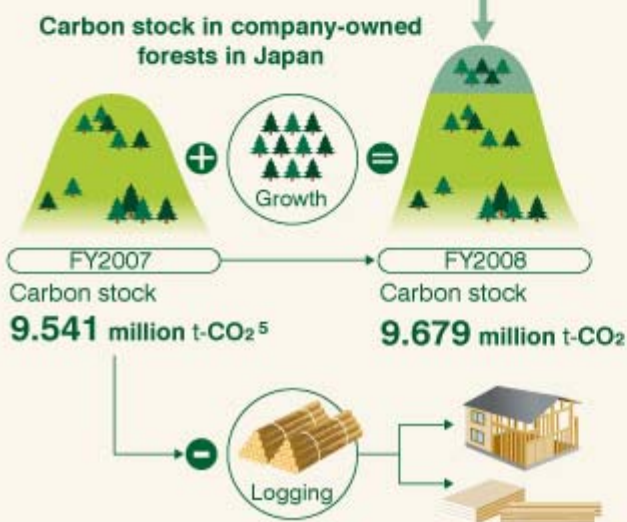 Carbon stock in company-owned
forests in Japan
+
Growth
=
FY2007
FY2008
Carbon stock
9.541 million t-CO₂ ⁵
Carbon stock
9.679 million t-CO₂
-
Logging